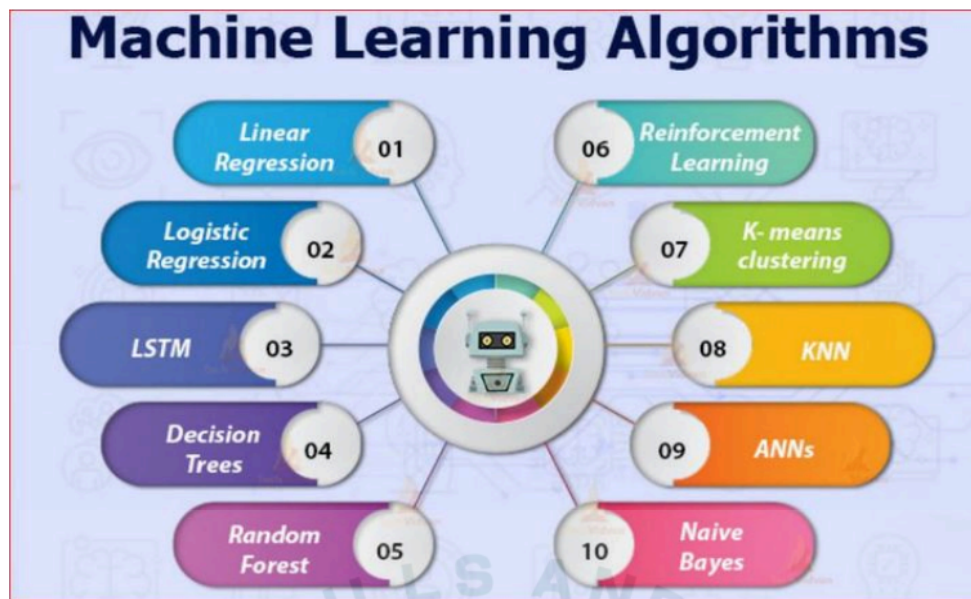 Machine Learning Algorithms
Linear
Regression
01
Logistic
Regression
02
LSTM
03
Decision
Trees
04
Random
Forest
05
06
Reinforcement
Learning
07
K- means
clustering
08
KNN
09
ANNs
10
Naive
Bayes